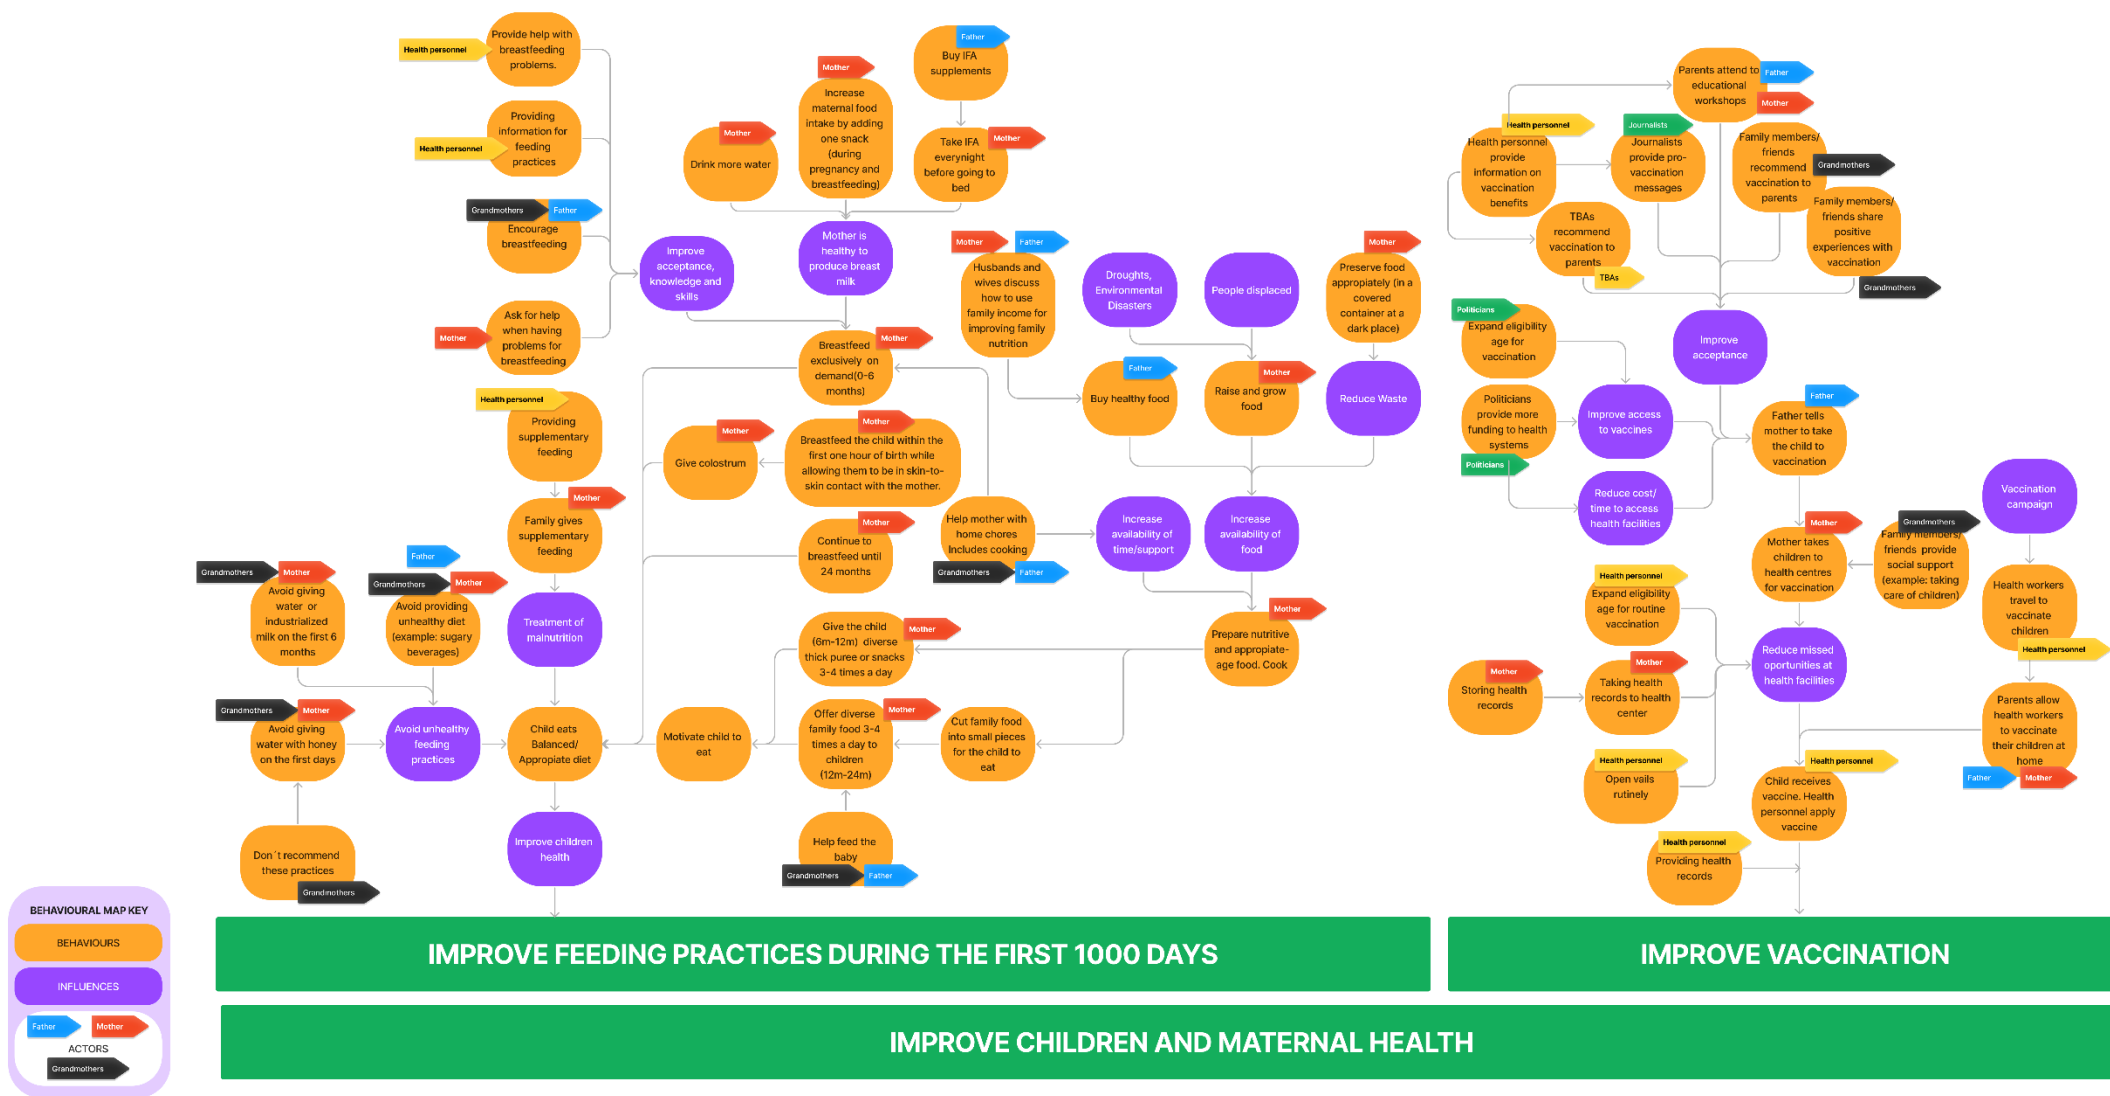 Health personnel
Provide help with
breastfeeding
problems.
Health personnel
Providing
information for
feeding
practices
Grandmothers
Father
Encourage
breastfeeding
Mother
Ask for help
when having
problems for
breastfeeding
Improve
acceptance,
knowledge and
skills
Mother
Drink more water
Mother
Increase
maternal food
intake by adding
one snack
(during
pregnancy and
breastfeeding)
Father
Buy IFA
supplements
Mother
Take IFA
everynight
before going to
bed
Mother is
healthy to
produce breast
milk
Mother
Breastfeed
exclusively on
demand(0-6
months)
Mother
Father
Husbands and
wives discuss
how to use
family income for
improving family
nutrition
Droughts,
Environmental
Disasters
People displaced
Mother
Preserve food
appropiately (in a
covered
container at a
dark place)
Father
Buy healthy food
Mother
Raise and grow
food
Reduce Waste
Health personnel
Providing
supplementary
feeding
Mother
Give colostrum
Mother
Breastfeed the child within the
first one hour of birth while
allowing them to be in skin-to-
skin contact with the mother.
Mother
Family gives
supplementary
feeding
Mother
Continue to
breastfeed until
24 months
Help mother with
home chores
Includes cooking
Grandmothers
Father
Increase
availability of
time/support
Increase
availability of
food
Grandmothers
Mother
Avoid giving
water or
industrialized
milk on the first 6
months
Father
Grandmothers
Mother
Avoid providing
unhealthy diet
(example: sugary
beverages)
Treatment of
malnutrition
Mother
Give the child
(6m-12m) diverse
thick puree or snacks
3-4 times a day
Mother
Prepare nutritive
and appropiate-
age food. Cook
Grandmothers
Mother
Avoid giving
water with honey
on the first days
Avoid unhealthy
feeding
practices
Child eats
Balanced/
Appropiate diet
Motivate child to
eat
Mother
Offer diverse
family food 3-4
times a day to
children
(12m-24m)
Cut family food
into small pieces
for the child to
eat
Don´t recommend
these practices
Grandmothers
Improve children
health
Help feed the
baby
Grandmothers
Father
Parents attend to
educational
workshops
Father
Mother
Health personnel
Health personnel
provide
information on
vaccination
benefits
Journalists
Journalists
provide pro-
vaccination
messages
Family members/
friends
recommend
vaccination to
parents
Grandmothers
TBAs
recommend
vaccination to
parents
TBAs
Family members/
friends share
positive
experiences with
vaccination
Grandmothers
Politicians
Expand eligibility
age for
vaccination
Improve
acceptance
Politicians
provide more
funding to health
systems
Politicians
Improve access
to vaccines
Reduce cost/
time to access
health facilities
Father
Father tells
mother to take
the child to
vaccination
Vaccination
campaign
Mother
Mother takes
children to
health centres
for vaccination
Grandmothers
Family members/
friends provide
social support
(example: taking
care of children)
Health workers
travel to
vaccinate
children
Health personnel
Health personnel
Expand eligibility
age for routine
vaccination
Reduce missed
oportunities at
health facilities
Mother
Storing health
records
Mother
Taking health
records to health
center
Parents allow
health workers
to vaccinate
their children at
home
Father
Mother
Health personnel
Open vails
rutinely
Health personnel
Child receives
vaccine. Health
personnel apply
vaccine
Health personnel
Providing health
records
BEHAVIOURAL MAP KEY
BEHAVIOURS
INFLUENCES
Father
Mother
ACTORS
Grandmothers
IMPROVE FEEDING PRACTICES DURING THE FIRST 1000 DAYS
IMPROVE VACCINATION
IMPROVE CHILDREN AND MATERNAL HEALTH